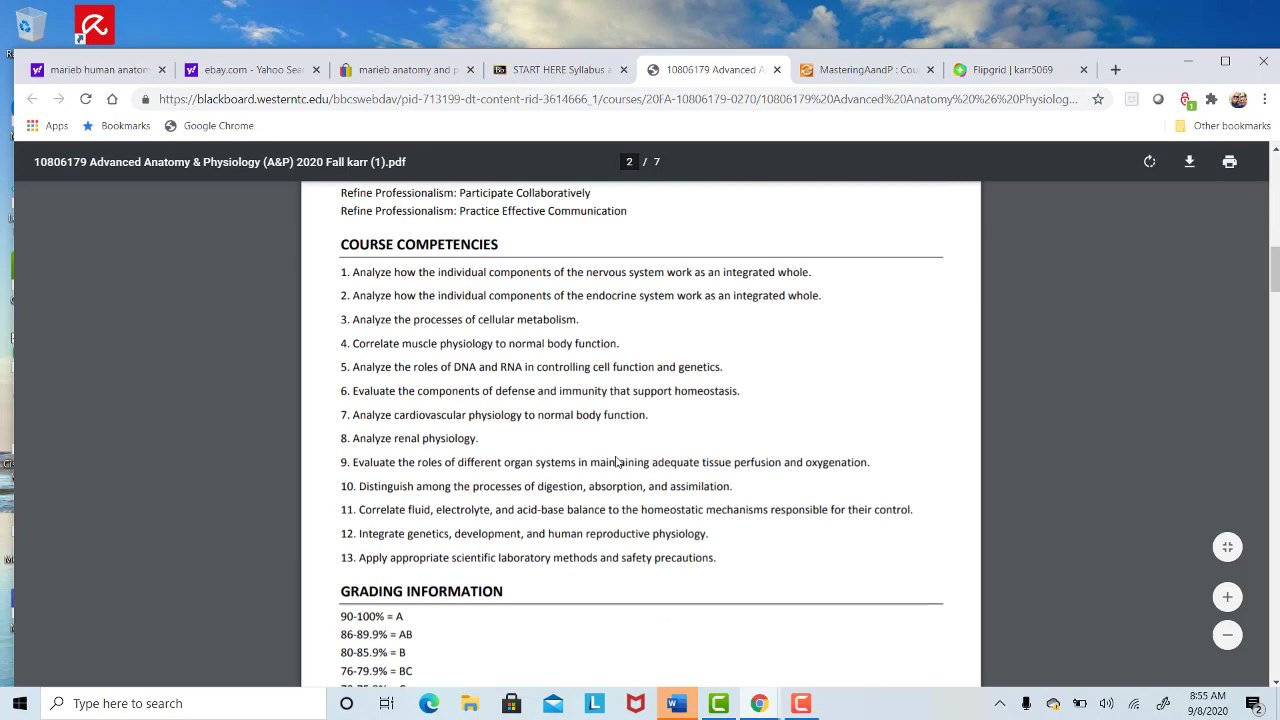 marieb human anatom
ebay.com - Yahoo Sea
marieb anatomy and p
START HERE Syllabus a
10806179 Advanced A
MasteringAandP : Cou
Flipgrid | karr5069
https://blackboard.westerntc.edu/bbcswebdav/pid-713199-dt-content-rid-3614666_1/courses/20FA-10806179-0270/10806179%20Advanced%20Anatomy%20%26%20Physiolog...
Apps
Bookmarks
Google Chrome
Other bookmarks
10806179 Advanced Anatomy & Physiology (A&P) 2020 Fall karr (1).pdf
2 / 7
Refine Professionalism: Participate Collaboratively
Refine Professionalism: Practice Effective Communication
COURSE COMPETENCIES
1. Analyze how the individual components of the nervous system work as an integrated whole.
2. Analyze how the individual components of the endocrine system work as an integrated whole.
3. Analyze the processes of cellular metabolism.
4. Correlate muscle physiology to normal body function.
5. Analyze the roles of DNA and RNA in controlling cell function and genetics.
6. Evaluate the components of defense and immunity that support homeostasis.
7. Analyze cardiovascular physiology to normal body function.
8. Analyze renal physiology.
9. Evaluate the roles of different organ systems in maintaining adequate tissue perfusion and oxygenation.
10. Distinguish among the processes of digestion, absorption, and assimilation.
11. Correlate fluid, electrolyte, and acid-base balance to the homeostatic mechanisms responsible for their control.
12. Integrate genetics, development, and human reproductive physiology.
13. Apply appropriate scientific laboratory methods and safety precautions.
GRADING INFORMATION
90-100% = A
86-89.9% = AB
80-85.9% = B
76-79.9% = BC
Type here to search
8:55 AM
9/8/2020
2